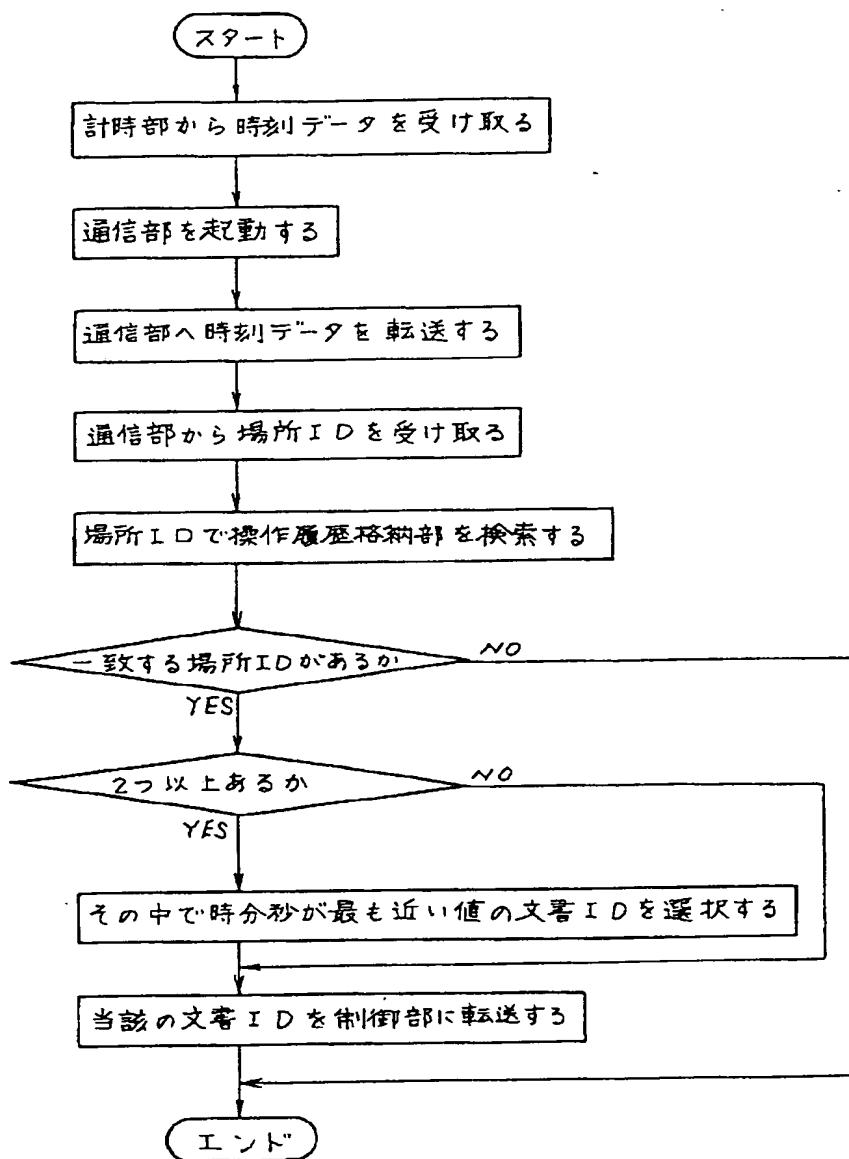 スタート
計時部から時刻データを受け取る
通信部を起動する
通信部へ時刻データを転送する
通信部から場所IDを受け取る
場所IDで操作履歴格納部を検索する
一致する場所IDがあるか
NO
YES
2つ以上あるか
NO
YES
その中で時分秒が最も近い値の文書IDを選択する
当該の文書IDを制御部に転送する
エンド